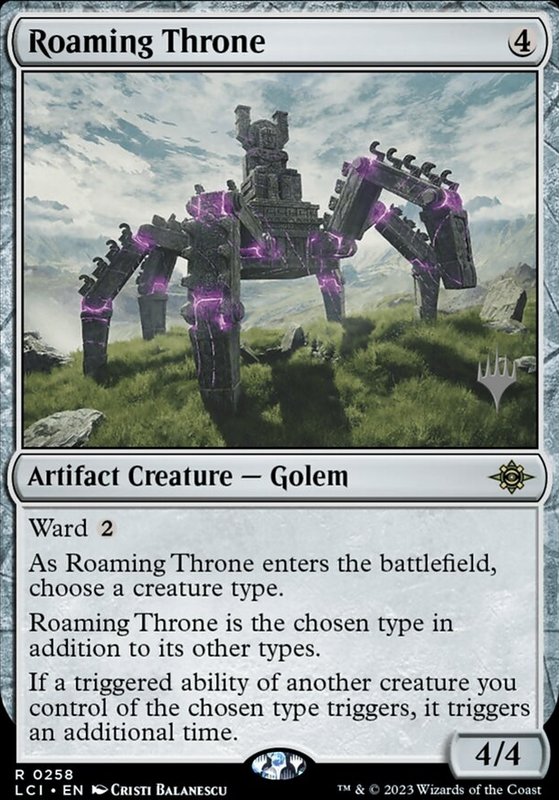 Roaming Throne 4
Artifact Creature — Golem
Ward 2
As Roaming Throne enters the battlefield,
choose a creature type.
Roaming Throne is the chosen type in
addition to its other types.
If a triggered ability of another creature you
control of the chosen type triggers, it triggers
an additional time.
4/4
R 0258
LCI • EN Cristi Balanescu
™ & © 2023 Wizards of the Coast